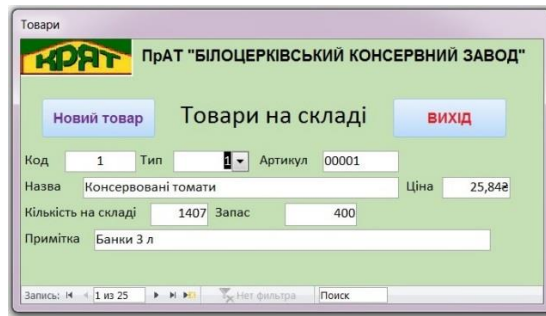 Товари
КРЯТ ПрАТ "БІЛОЦЕРКІВСЬКИЙ КОНСЕРВНИЙ ЗАВОД"
Новий товар Товари на складі ВИХІД
Код 1 Тип 1 Артикул 00001
Назва Консервовані томати Ціна 25,84₴
Кількість на складі 1407 Запас 400
Примітка Банки 3 л
Запись: 1 из 25 Нет фильтра Поиск